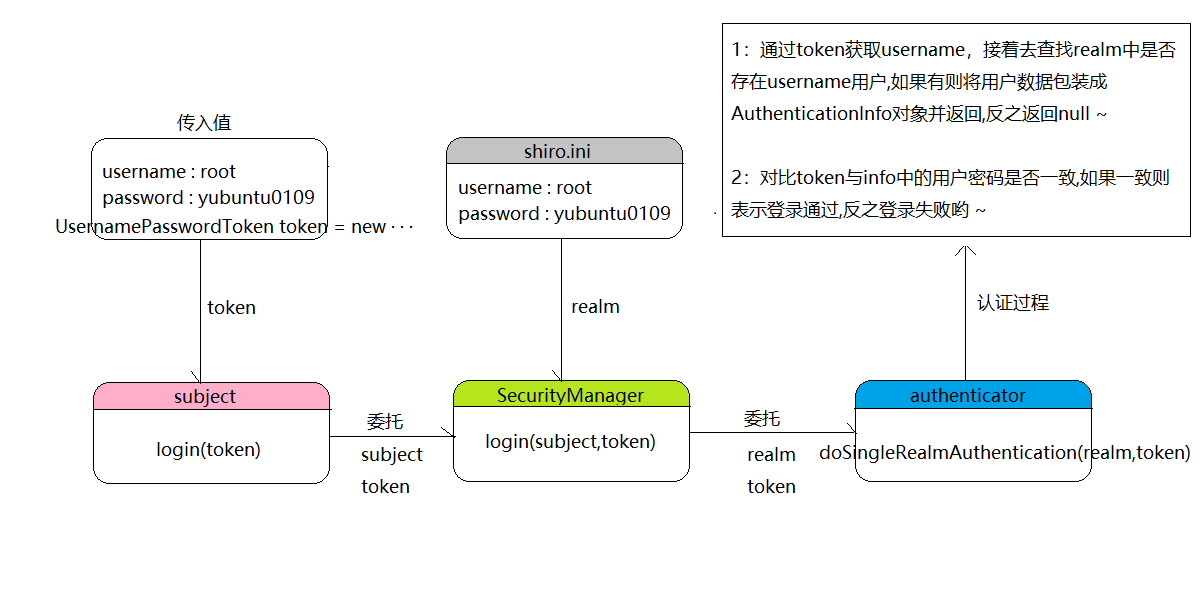 传入值
username : root
password : yubuntu0109
UsernamePasswordToken token = new ···
shiro.ini
username : root
password : yubuntu0109
1：通过token获取username，接着去查找realm中是否
存在username用户,如果有则将用户数据包装成
AuthenticationInfo对象并返回,反之返回null ~
2：对比token与info中的用户密码是否一致,如果一致则
表示登录通过,反之登录失败哟 ~
token
realm
认证过程
subject
login(token)
委托
subject
token
SecurityManager
login(subject,token)
委托
realm
token
authenticator
doSingleRealmAuthentication(realm,token)